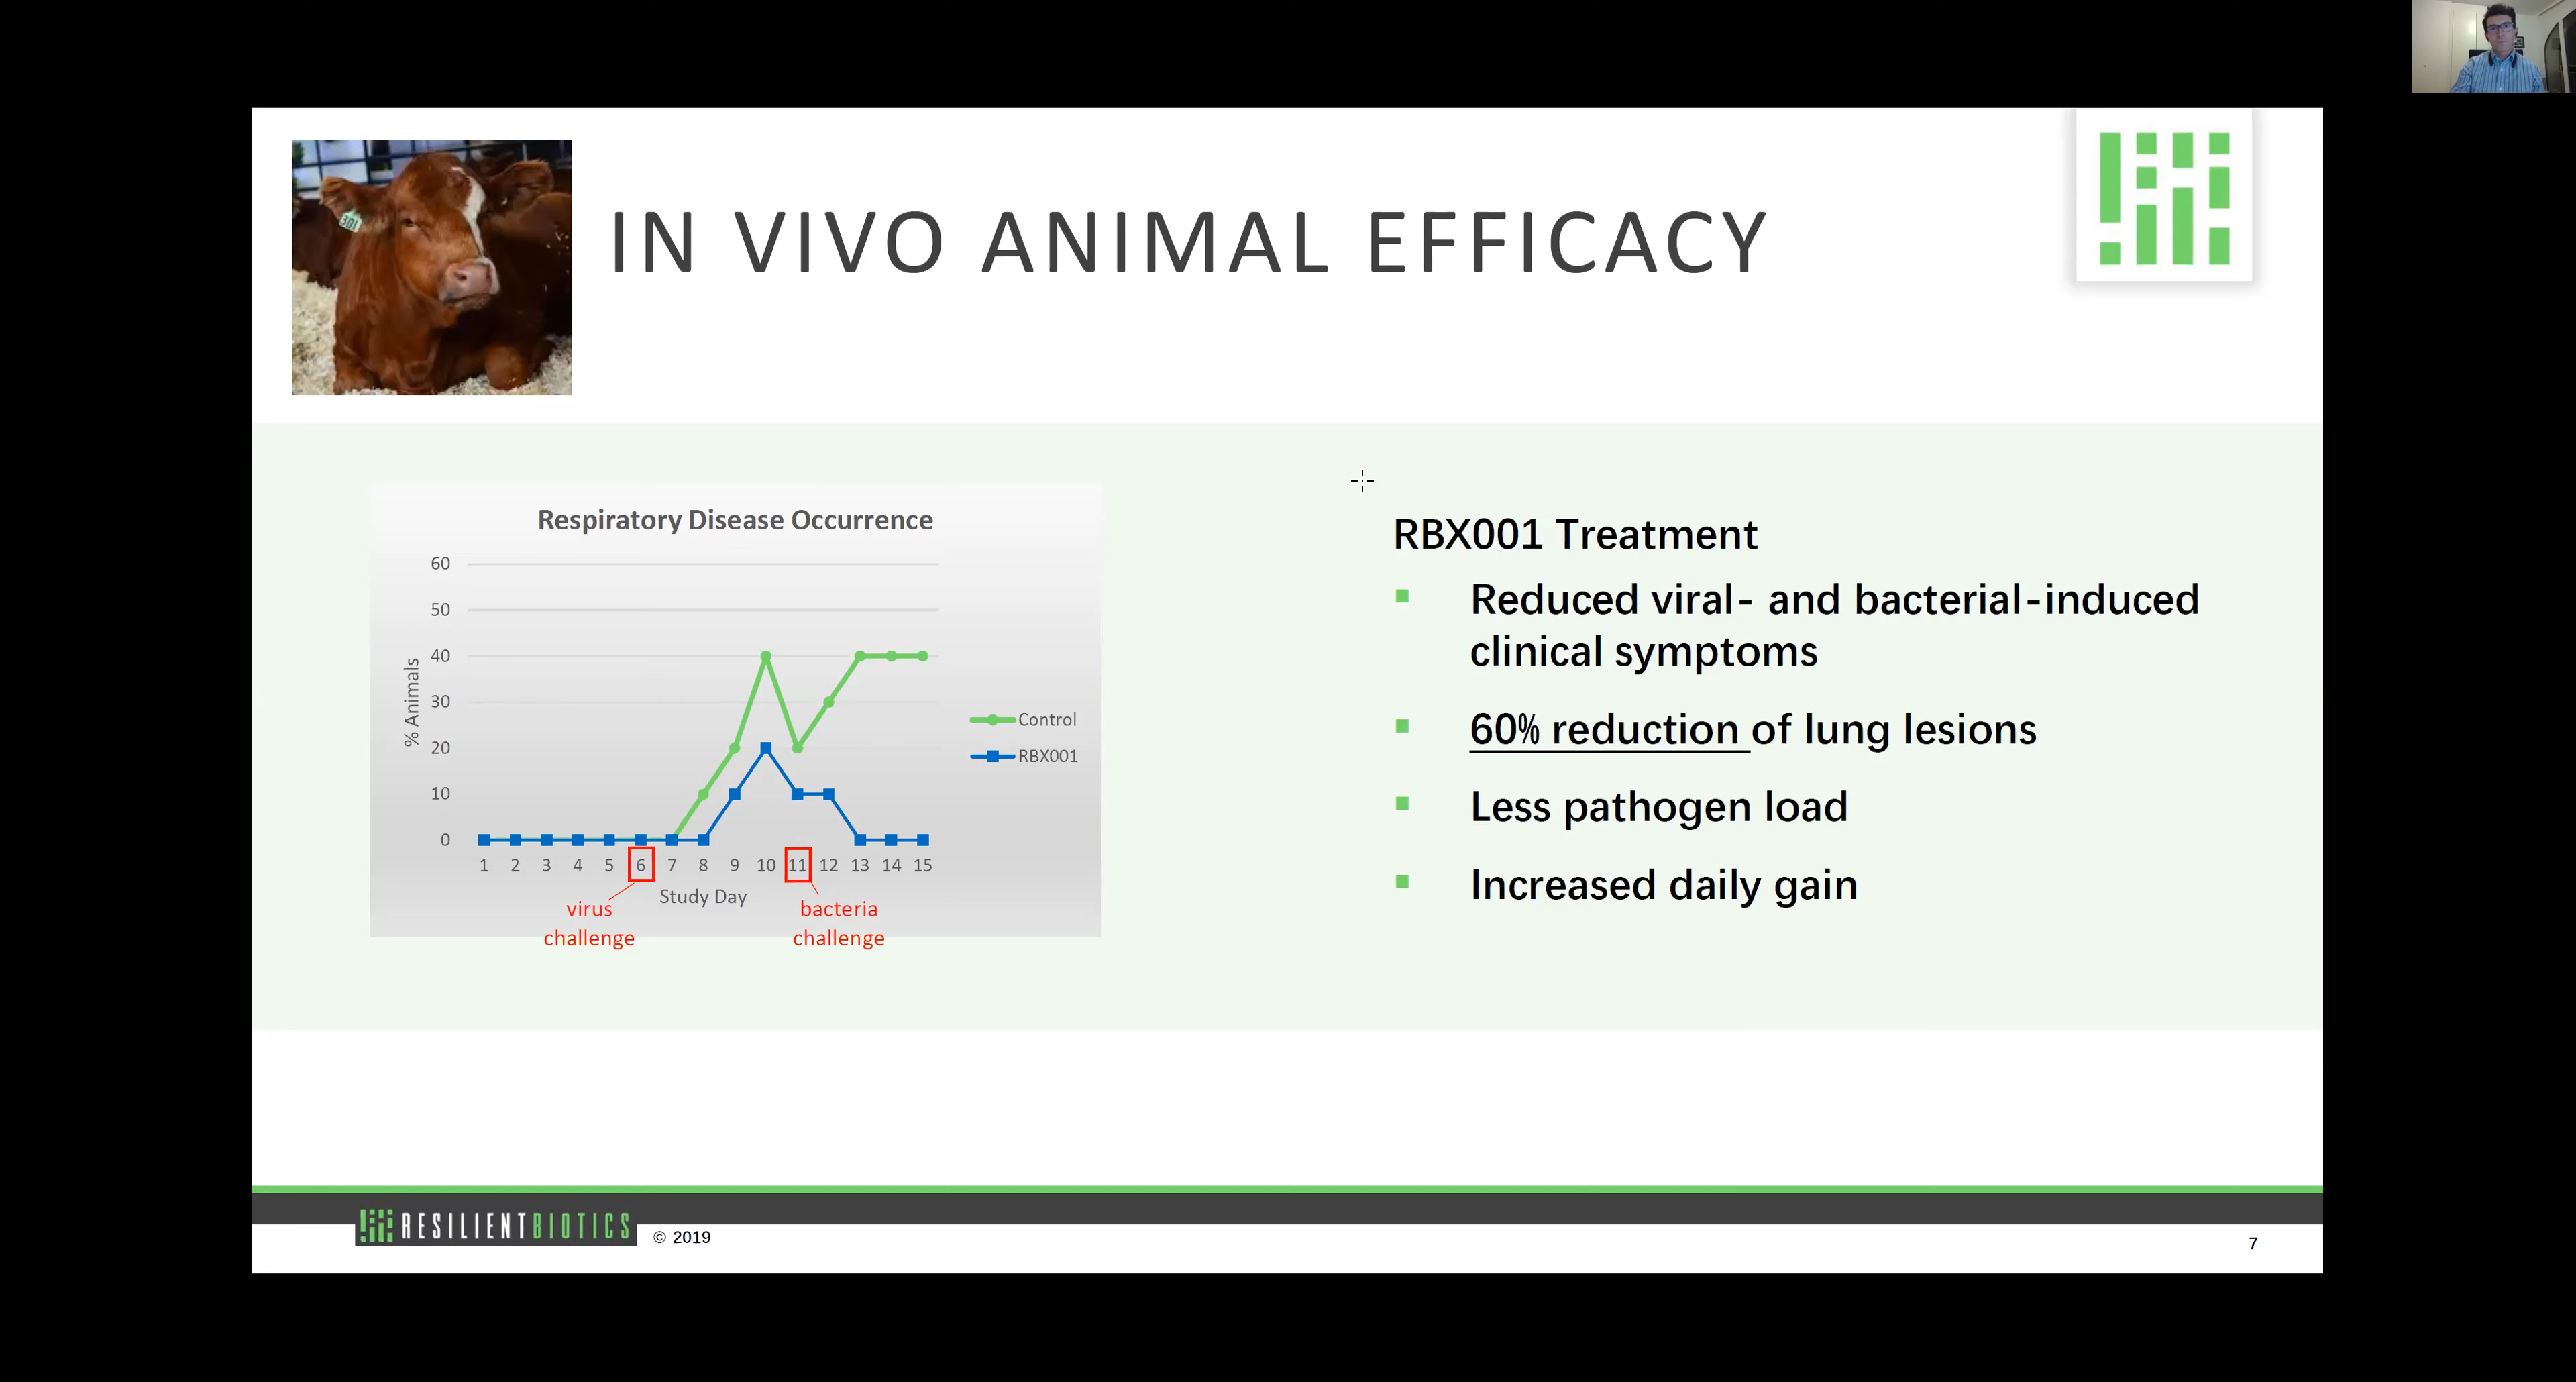 IN VIVO ANIMAL EFFICACY
301
Respiratory Disease Occurrence
60
50
40
30
20
10
0
% Animals
1 2 3 4 5 6 7 8 9 10 11 12 13 14 15
Study Day
virus
challenge
bacteria
challenge
Control
RBX001
RBX001 Treatment
Reduced viral- and bacterial-induced
clinical symptoms
60% reduction of lung lesions
Less pathogen load
Increased daily gain
RESILIENTBIOTICS
© 2019
7